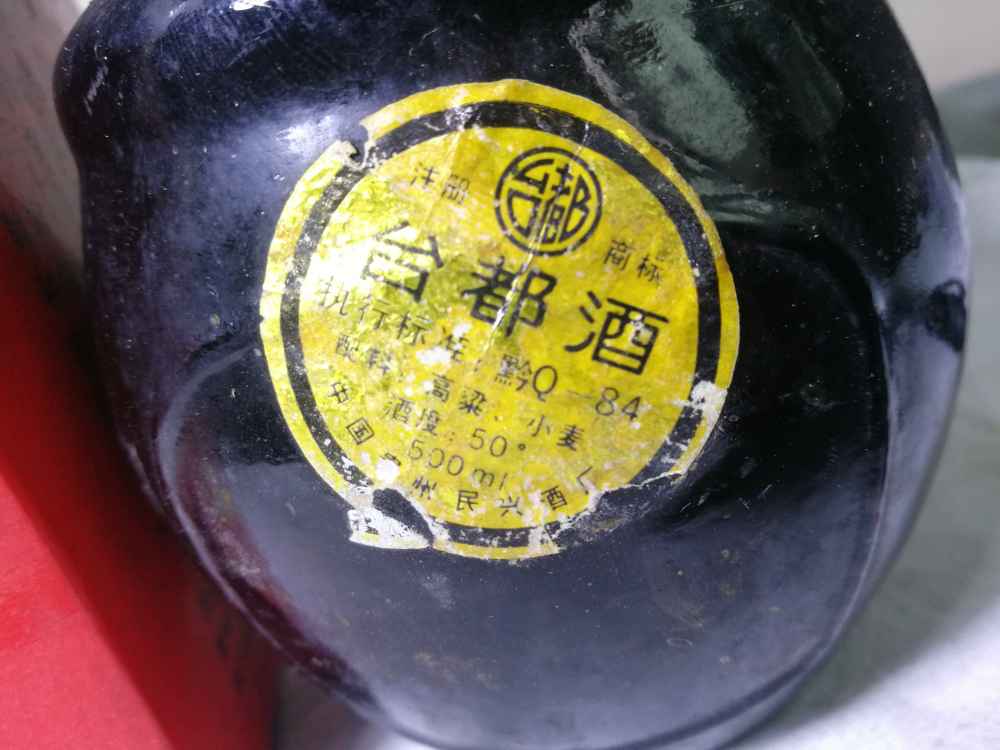 注册 台都 商标
台都酒
执行标准 黔Q-84
配料：高粱、小麦
酒度：50°
500ml
中国 州民兴酒